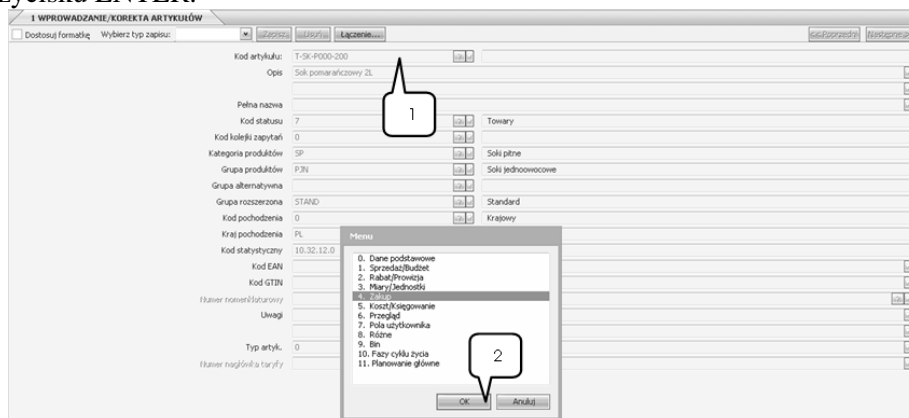 życisku ENTER.
1 WPROWADZANIE/KOREKTA ARTYKUŁÓW
Dostosuj formatkę Wybierz typ zapisu: Zapisz Usuń Łączenie... << Poprzedni Następne >
Kod artykułu: T-SK-P000-200
Opis Sok pomarańczowy 2L
Pełna nazwa
Kod statusu 7 Towary
Kod kolejki zapytań 0
Kategoria produktów SP Soki pitne
Grupa produktów PJN Soki jednoowocowe
Grupa alternatywna
Grupa rozszerzona STAND Standard
Kod pochodzenia 0 Krajowy
Kraj pochodzenia PL
Kod statystyczny 10.32.12.0
Kod EAN
Kod GTIN
Numer nomenklaturowy
Uwagi
Typ artyk. 0
Numer nagłówka taryfy
1
Menu
0. Dane podstawowe
1. Sprzedaż/Budżet
2. Rabat/Prowizja
3. Miary/Jednostki
4. Zakup
5. Koszt/Księgowanie
6. Przegląd
7. Pola użytkownika
8. Różne
9. Bin
10. Fazy cyklu życia
11. Planowanie główne
2
OK Anuluj